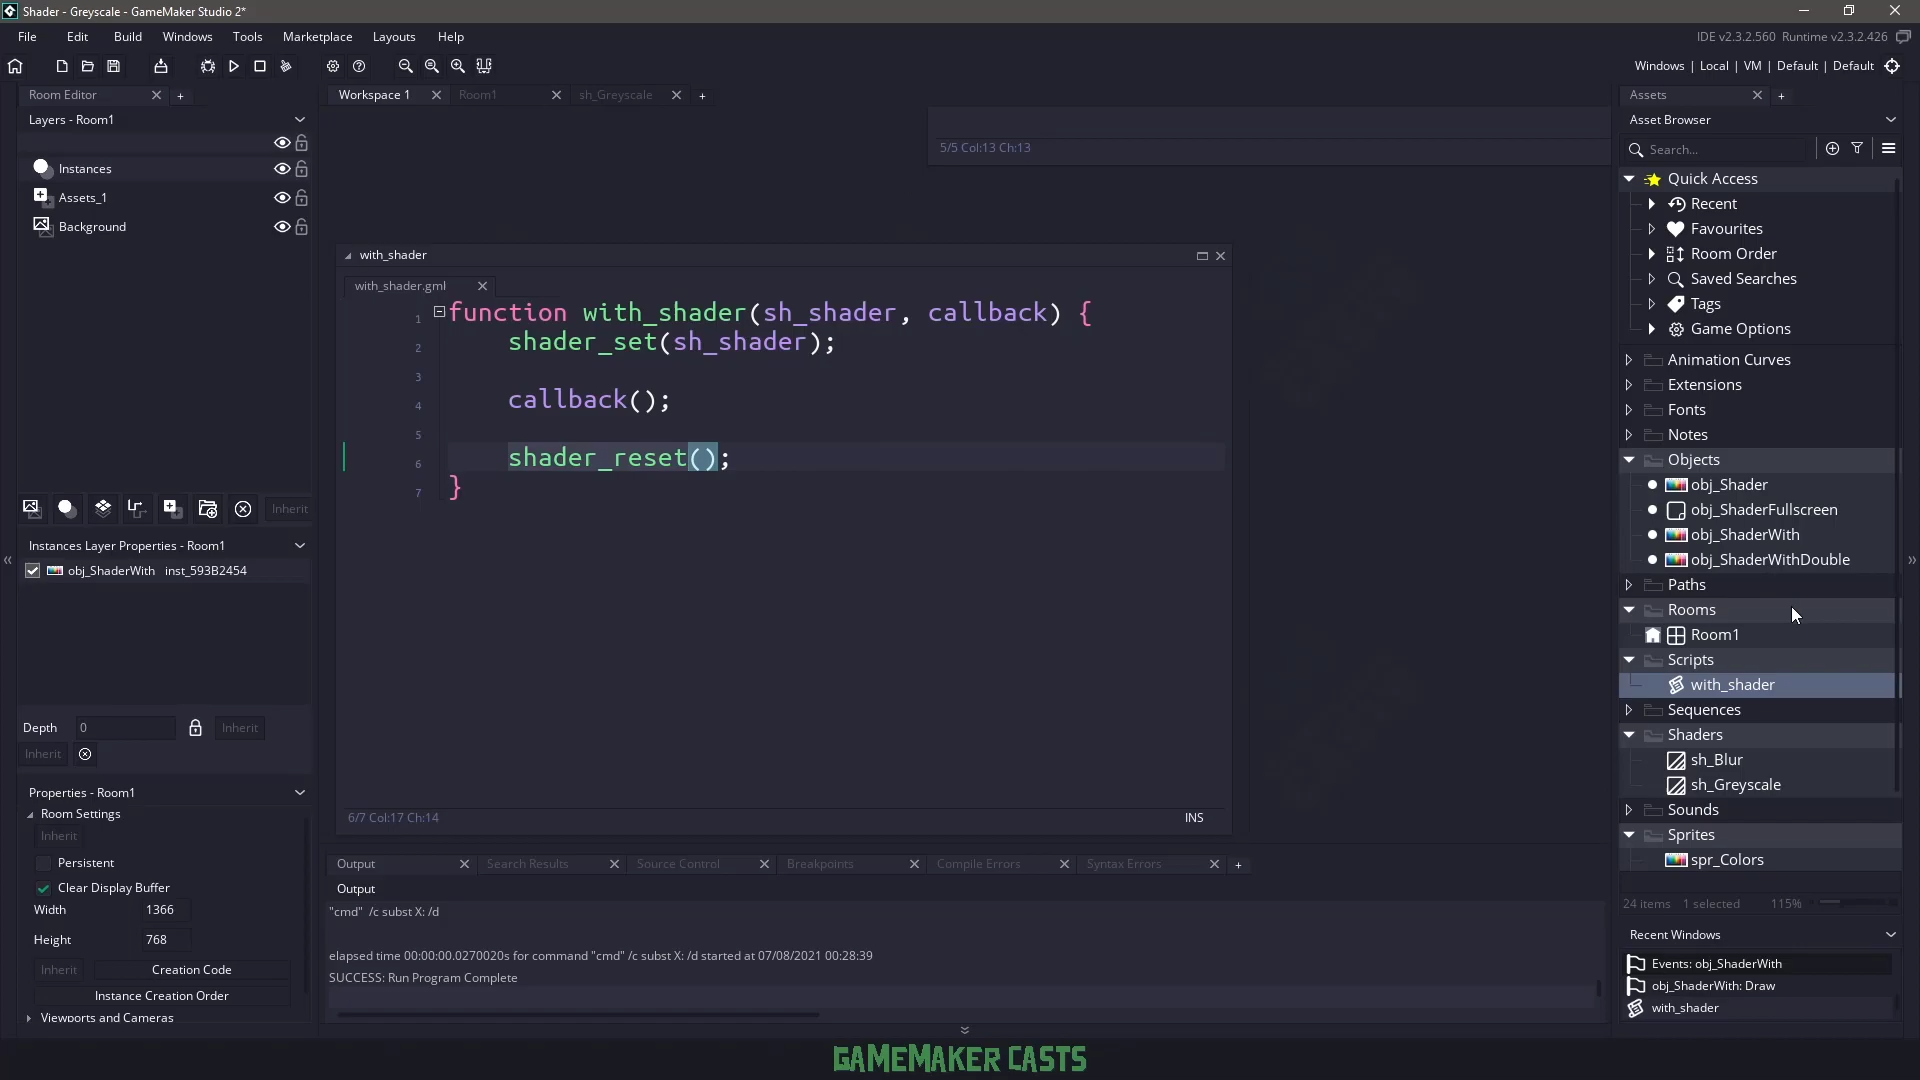 Shader - Greyscale - GameMaker Studio 2*
File Edit Build Windows Tools Marketplace Layouts Help
IDE v2.3.2.560 Runtime v2.3.2.426
Windows | Local | VM | Default | Default
Room Editor
Layers - Room1
Instances
Assets_1
Background
Inherit
Instances Layer Properties - Room1
obj_ShaderWith inst_593B2454
Depth 0 Inherit
Inherit
Properties - Room1
Room Settings
Inherit
Persistent
Clear Display Buffer
Width 1366
Height 768
Inherit Creation Code
Instance Creation Order
Viewports and Cameras
Workspace 1 Room1 sh_Greyscale
5/5 Col:13 Ch:13
with_shader
with_shader.gml
1 function with_shader(sh_shader, callback) {
2 shader_set(sh_shader);
3
4 callback();
5
6 shader_reset();
7 }
6/7 Col:17 Ch:14 INS
Output Search Results Source Control Breakpoints Compile Errors Syntax Errors
Output
"cmd" /c subst X: /d
elapsed time 00:00:00.0270020s for command "cmd" /c subst X: /d started at 07/08/2021 00:28:39
SUCCESS: Run Program Complete
Assets
Asset Browser
Search...
Quick Access
Recent
Favourites
Room Order
Saved Searches
Tags
Game Options
Animation Curves
Extensions
Fonts
Notes
Objects
obj_Shader
obj_ShaderFullscreen
obj_ShaderWith
obj_ShaderWithDouble
Paths
Rooms
Room1
Scripts
with_shader
Sequences
Shaders
sh_Blur
sh_Greyscale
Sounds
Sprites
spr_Colors
24 items 1 selected 115%
Recent Windows
Events: obj_ShaderWith
obj_ShaderWith: Draw
with_shader
GAMEMAKER CASTS